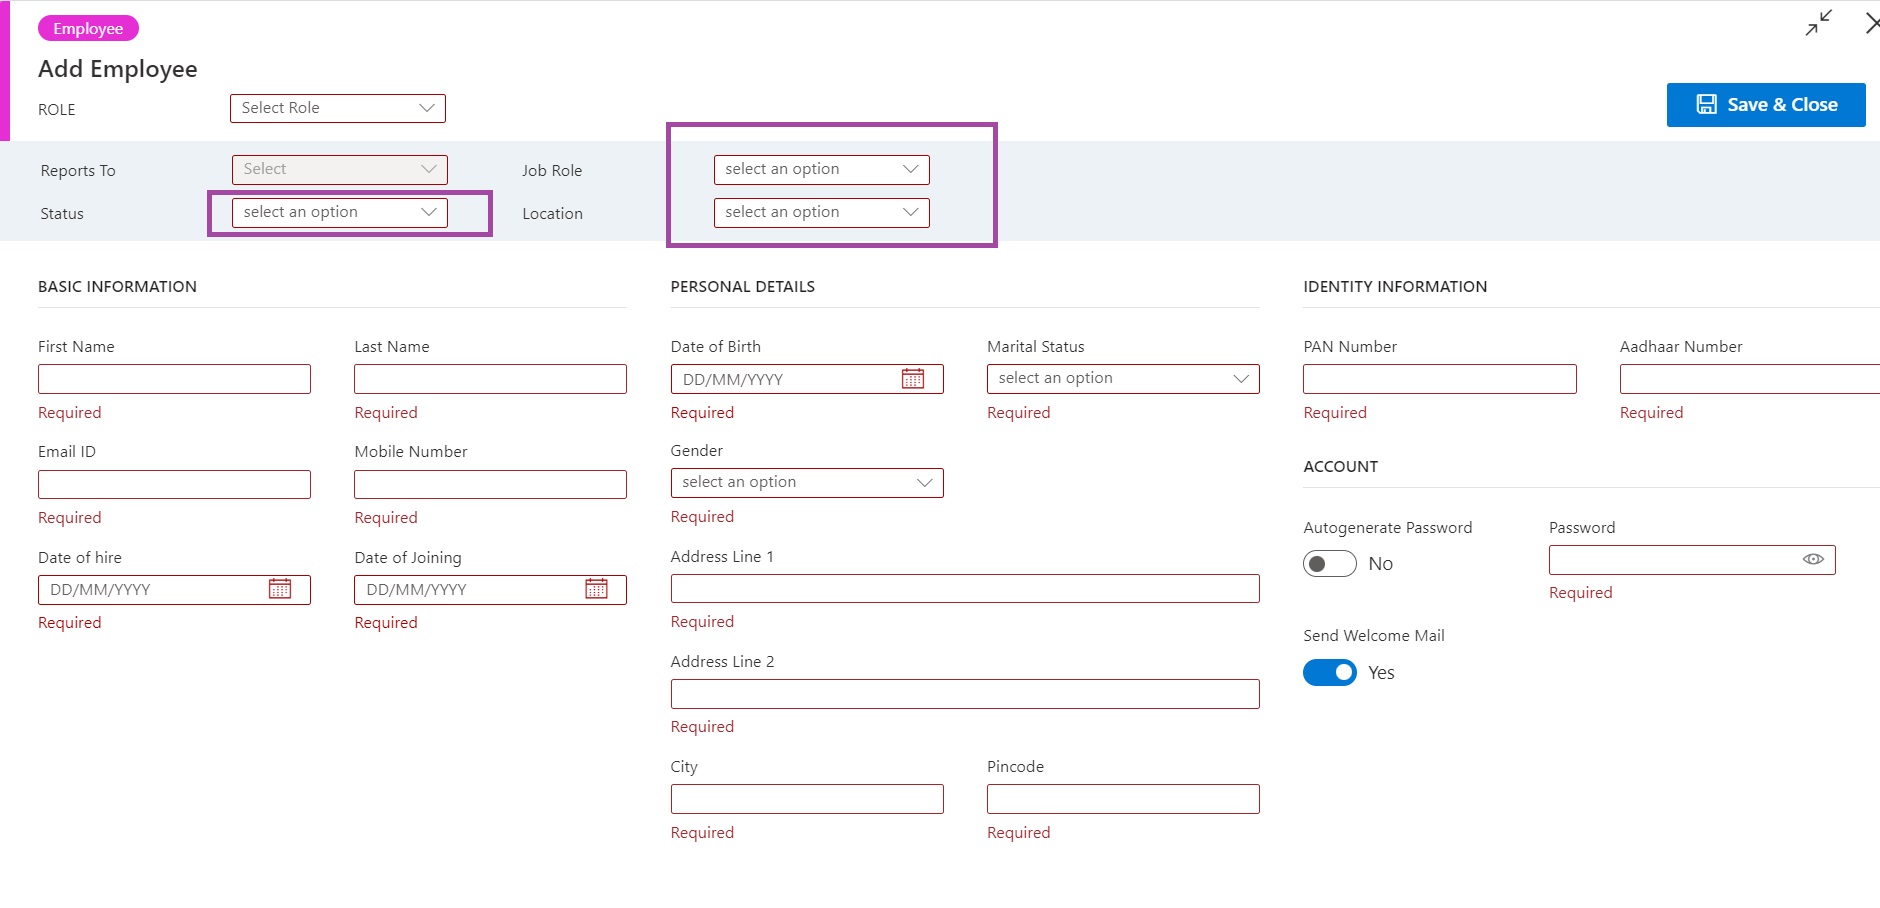 Employee
Add Employee
ROLE
Select Role
Save & Close
Reports To
Select
Job Role
select an option
Status
select an option
Location
select an option
BASIC INFORMATION
First Name
Last Name
Required
Required
Email ID
Mobile Number
Required
Required
Date of hire
Date of Joining
DD/MM/YYYY
DD/MM/YYYY
Required
Required
PERSONAL DETAILS
Date of Birth
Marital Status
DD/MM/YYYY
select an option
Required
Required
Gender
select an option
Required
Address Line 1
Required
Address Line 2
Required
City
Pincode
Required
Required
IDENTITY INFORMATION
PAN Number
Aadhaar Number
Required
Required
ACCOUNT
Autogenerate Password
Password
No
Required
Send Welcome Mail
Yes